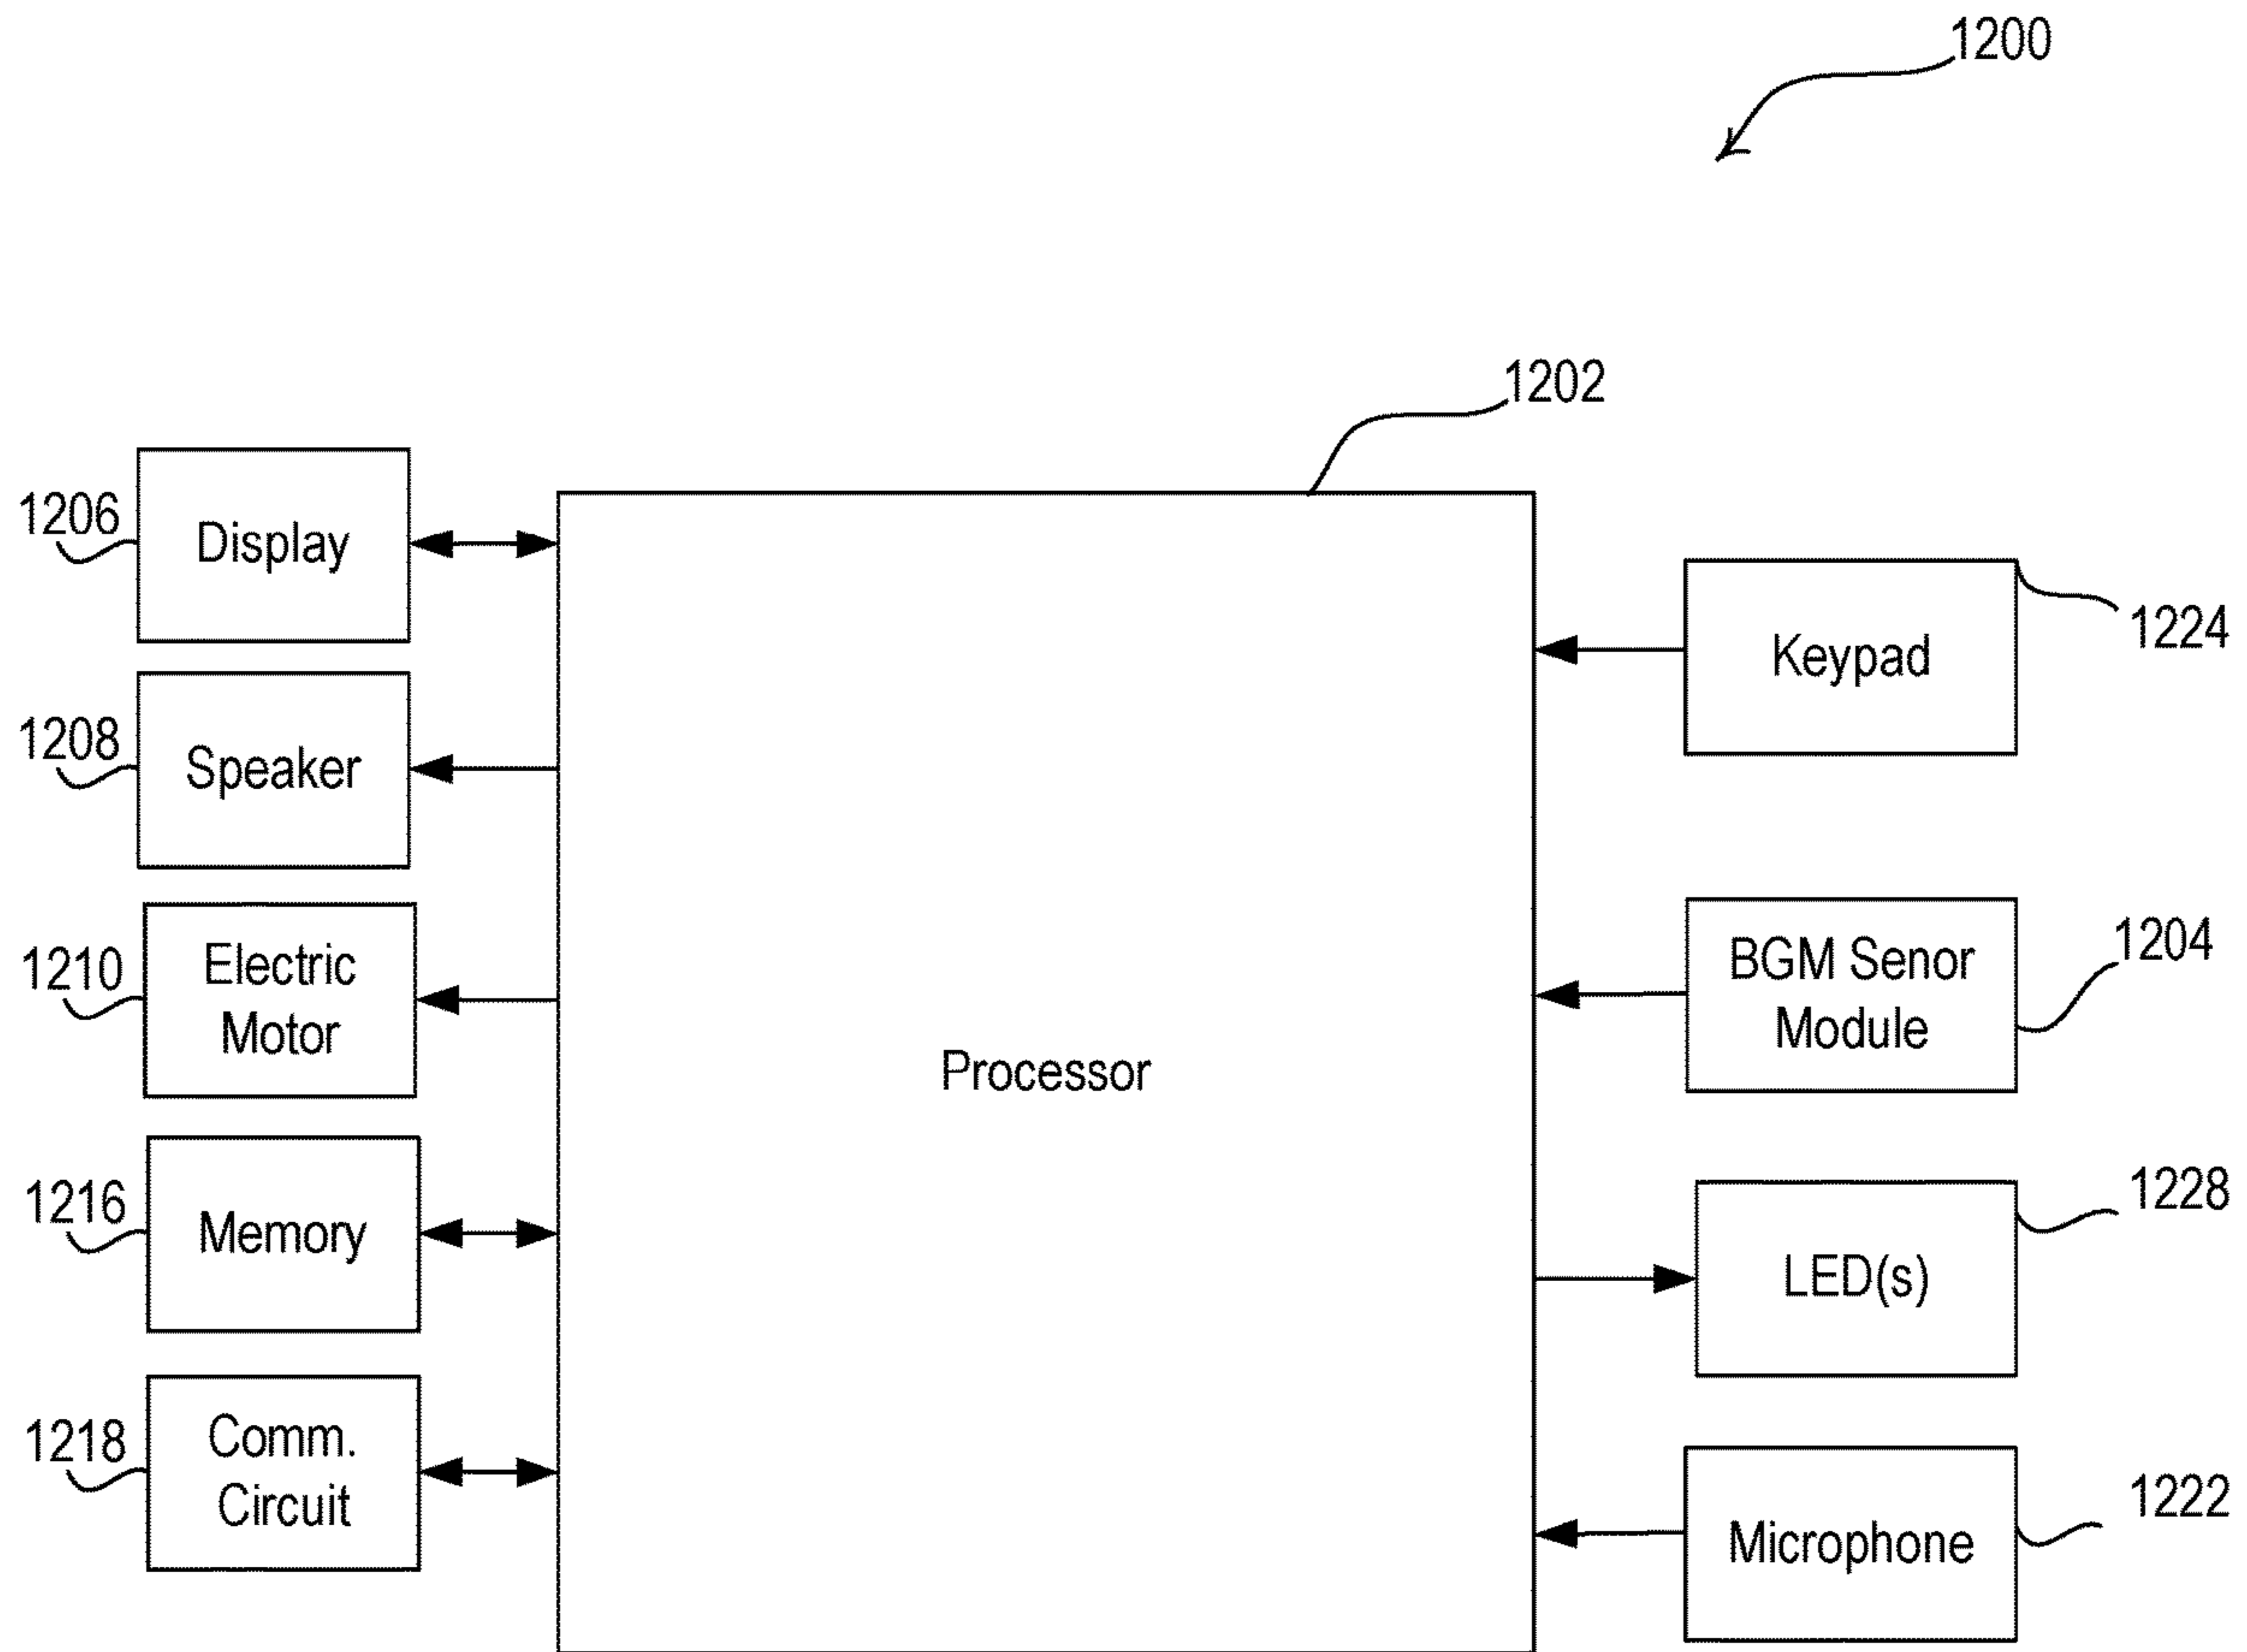 1200
1202
1206
Display
1208
Speaker
1210
Electric
Motor
1216
Memory
1218
Comm.
Circuit
Processor
Keypad
1224
BGM Senor
Module
1204
LED(s)
1228
Microphone
1222